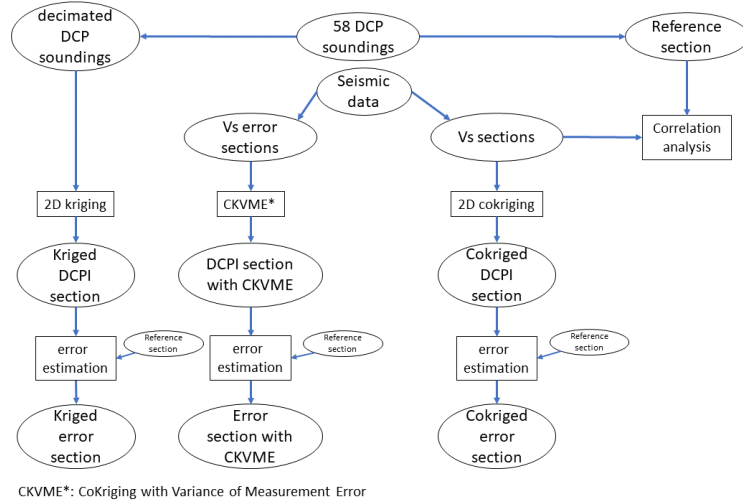 decimated
DCP
soundings
58 DCP
soundings
Reference
section
Seismic
data
Vs error
sections
Vs sections
Correlation
analysis
2D kriging
CKVME*
2D cokriging
Kriged
DCPI
section
DCPI section
with CKVME
Cokriged
DCPI
section
error
estimation
Reference
section
error
estimation
Reference
section
error
estimation
Reference
section
Kriged
error
section
Error
section with
CKVME
Cokriged
error
section
CKVME*: CoKriging with Variance of Measurement Error